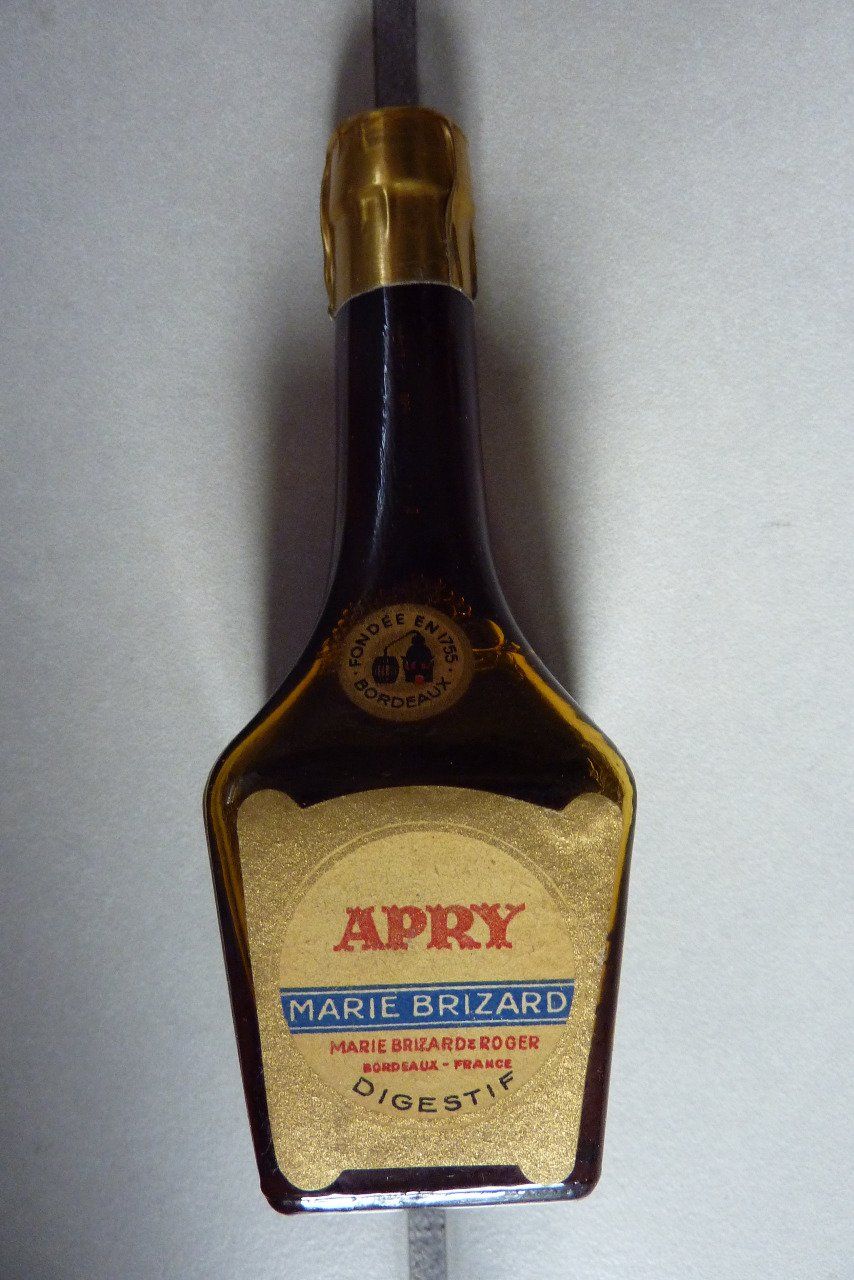 FONDÉE EN 1755
BORDEAUX
APRY
MARIE BRIZARD
MARIE BRIZARD & ROGER
BORDEAUX - FRANCE
DIGESTIF